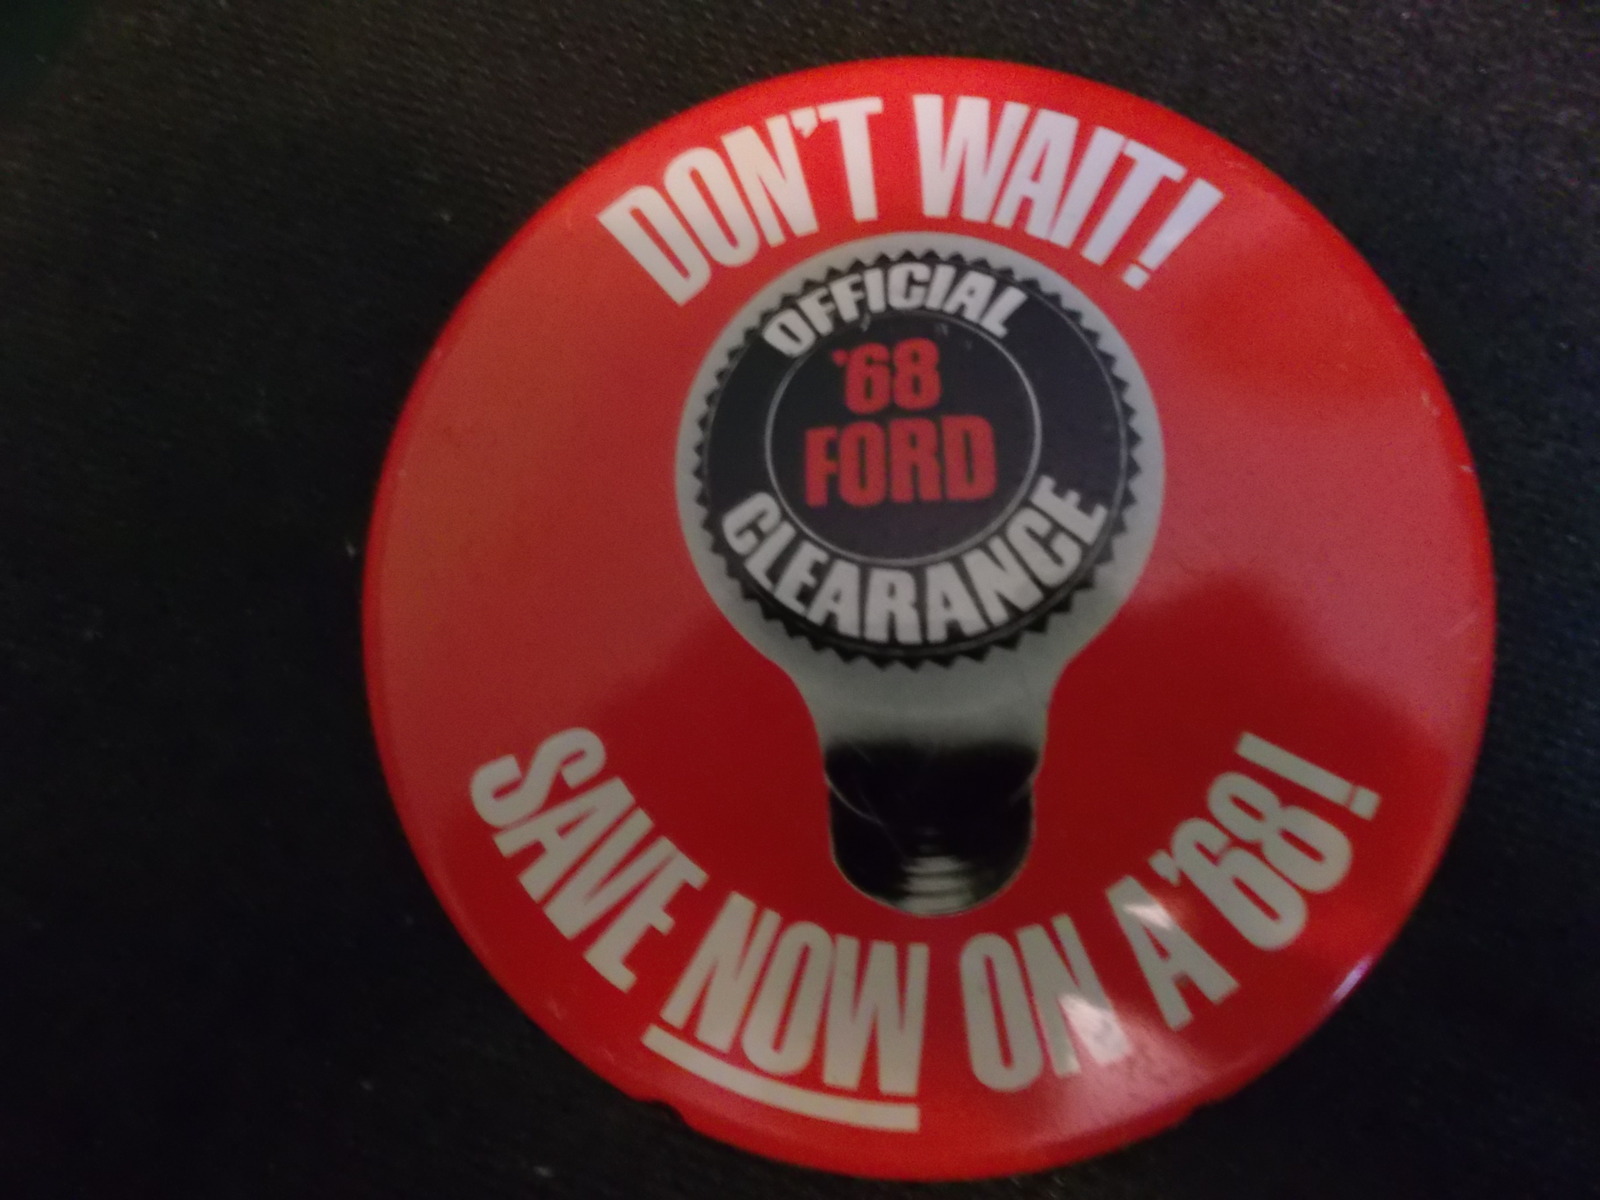 DON'T WAIT!
OFFICIAL
'68
FORD
CLEARANCE
SAVE NOW ON A '68!